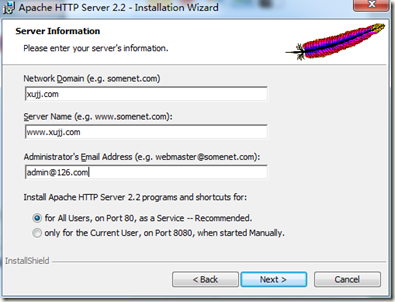 Apache HTTP Server 2.2 - Installation Wizard
Server Information
Please enter your server's information.
Network Domain (e.g. somenet.com)
xujj.com
Server Name (e.g. www.somenet.com):
www.xujj.com
Administrator's Email Address (e.g. webmaster@somenet.com):
admin@126.com
Install Apache HTTP Server 2.2 programs and shortcuts for:
for All Users, on Port 80, as a Service -- Recommended.
only for the Current User, on Port 8080, when started Manually.
InstallShield
< Back Next > Cancel